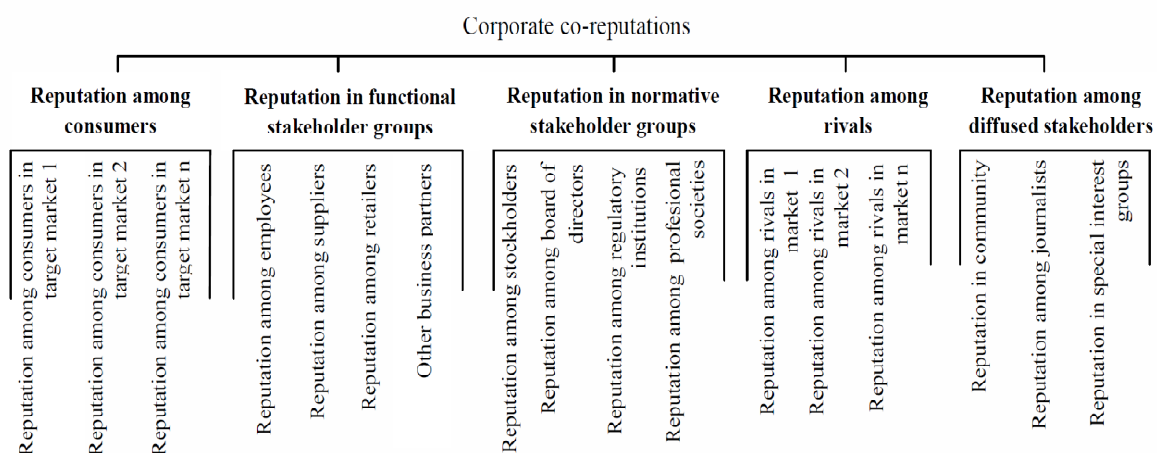 Corporate co-reputations
Reputation among
consumers
Reputation in functional
stakeholder groups
Reputation in normative
stakeholder groups
Reputation among
rivals
Reputation among
diffused stakeholders
Reputation among consumers in
target market 1
Reputation among consumers in
target market 2
Reputation among consumers in
target market n
Reputation among employees
Reputation among suppliers
Reputation among retailers
Other business partners
Reputation among stockholders
Reputation among board of
directors
Reputation among regulatory
institutions
Reputation among profesional
societies
Reputation among rivals in
market 1
Reputation among rivals in
market 2
Reputation among rivals in
market n
Reputation in community
Reputation among journalists
Reputation in special interest
groups